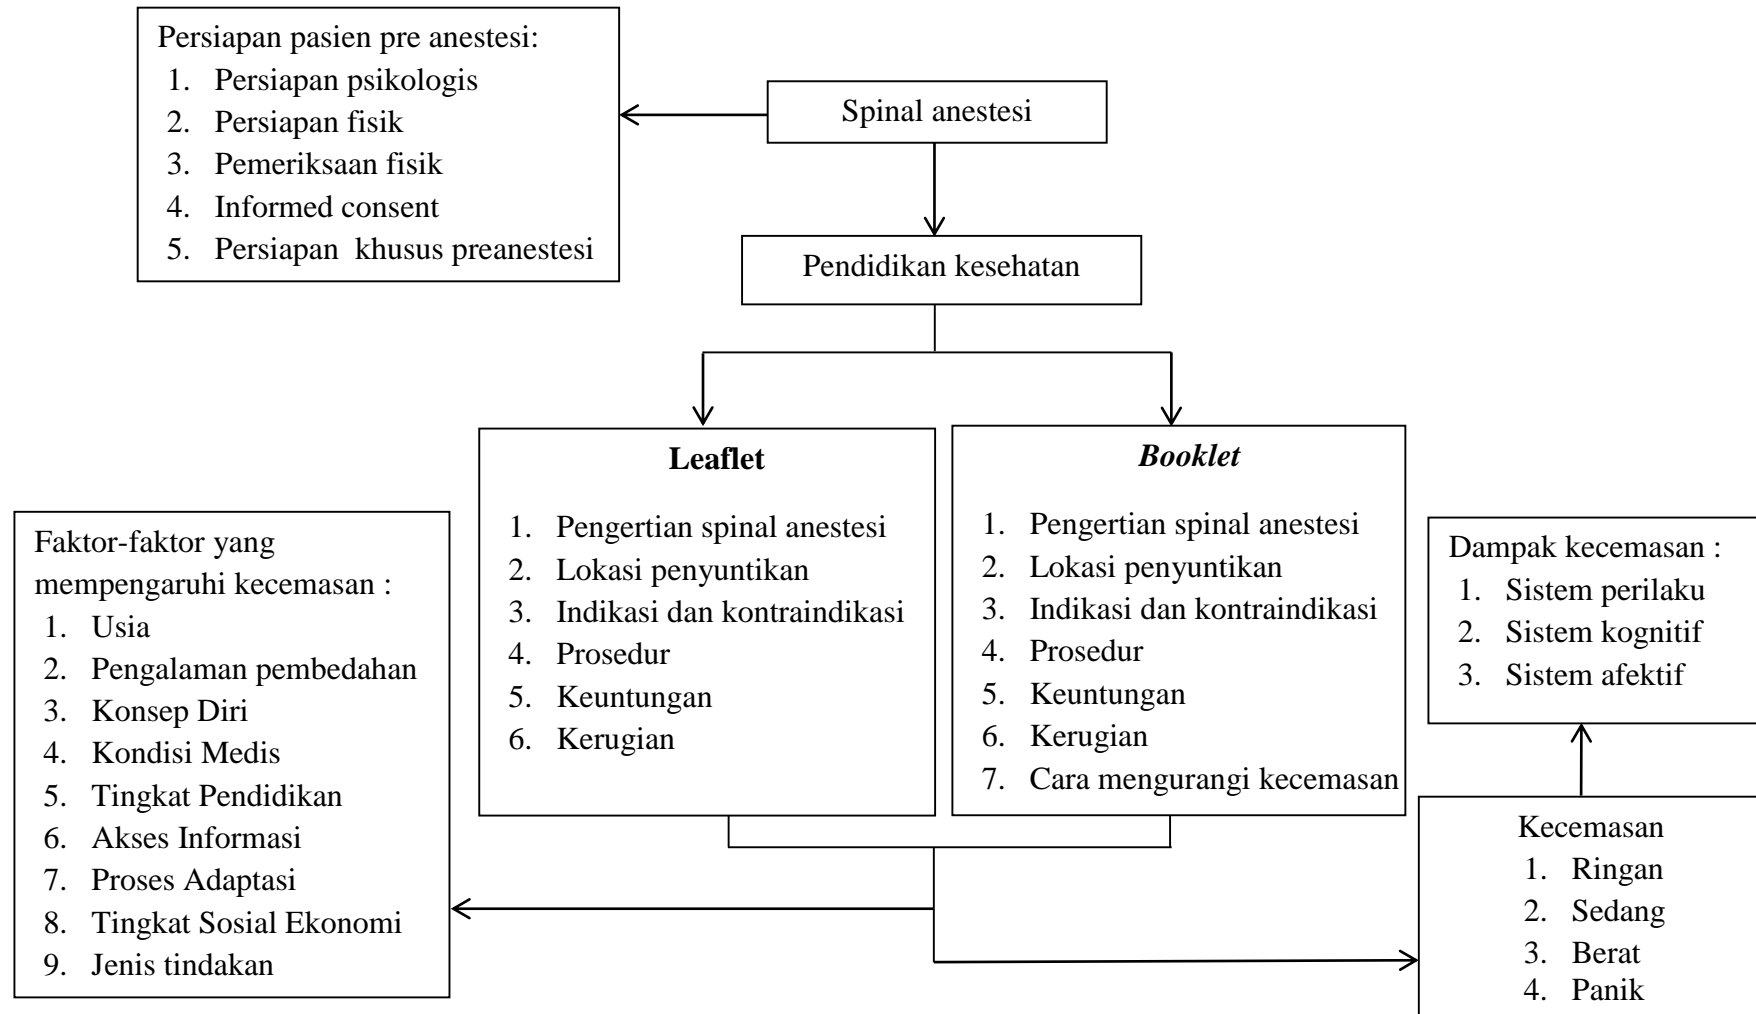 Persiapan pasien pre anestesi:
1. Persiapan psikologis
2. Persiapan fisik
3. Pemeriksaan fisik
4. Informed consent
5. Persiapan khusus preanestesi
Spinal anestesi
Pendidikan kesehatan
Leaflet
1. Pengertian spinal anestesi
2. Lokasi penyuntikan
3. Indikasi dan kontraindikasi
4. Prosedur
5. Keuntungan
6. Kerugian
Booklet
1. Pengertian spinal anestesi
2. Lokasi penyuntikan
3. Indikasi dan kontraindikasi
4. Prosedur
5. Keuntungan
6. Kerugian
7. Cara mengurangi kecemasan
Faktor-faktor yang
mempengaruhi kecemasan :
1. Usia
2. Pengalaman pembedahan
3. Konsep Diri
4. Kondisi Medis
5. Tingkat Pendidikan
6. Akses Informasi
7. Proses Adaptasi
8. Tingkat Sosial Ekonomi
9. Jenis tindakan
Dampak kecemasan :
1. Sistem perilaku
2. Sistem kognitif
3. Sistem afektif
Kecemasan
1. Ringan
2. Sedang
3. Berat
4. Panik